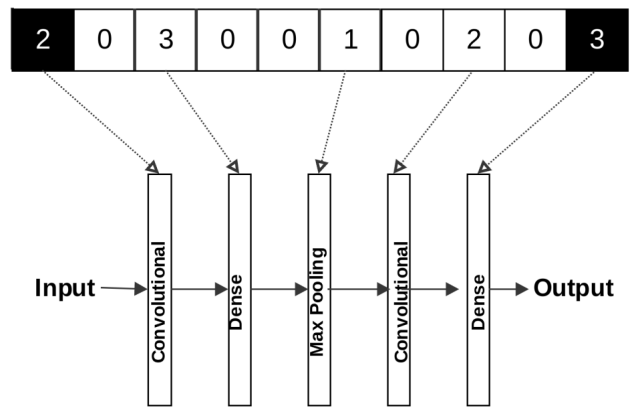 2 0 3 0 0 1 0 2 0 3
Input
Convolutional
Dense
Max Pooling
Convolutional
Dense
Output